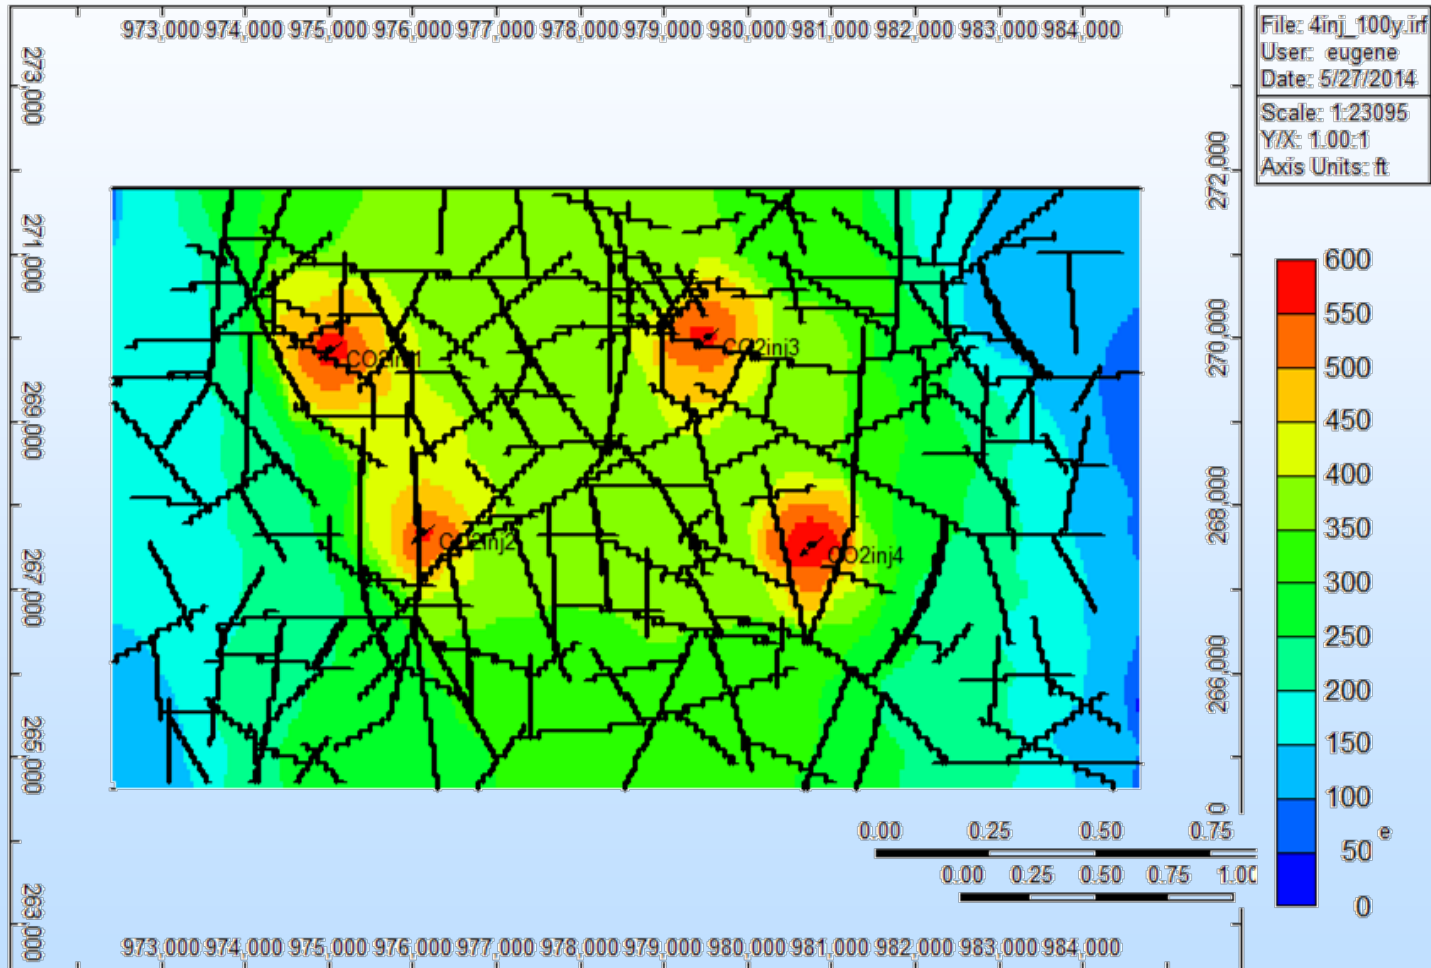 973,000 974,000 975,000 976,000 977,000 978,000 979,000 980,000 981,000 982,000 983,000 984,000
File: 4inj_100y.irf
User: eugene
Date: 5/27/2014
Scale: 1:23095
Y/X: 1.00:1
Axis Units: ft
273,000
271,000
269,000
267,000
265,000
263,000
272,000
270,000
268,000
266,000
0
CO2inj1
CO2inj3
CO2inj2
CO2inj4
600
550
500
450
400
350
300
250
200
150
100
50
0
e
0.00 0.25 0.50 0.75
0.00 0.25 0.50 0.75 1.00
973,000 974,000 975,000 976,000 977,000 978,000 979,000 980,000 981,000 982,000 983,000 984,000